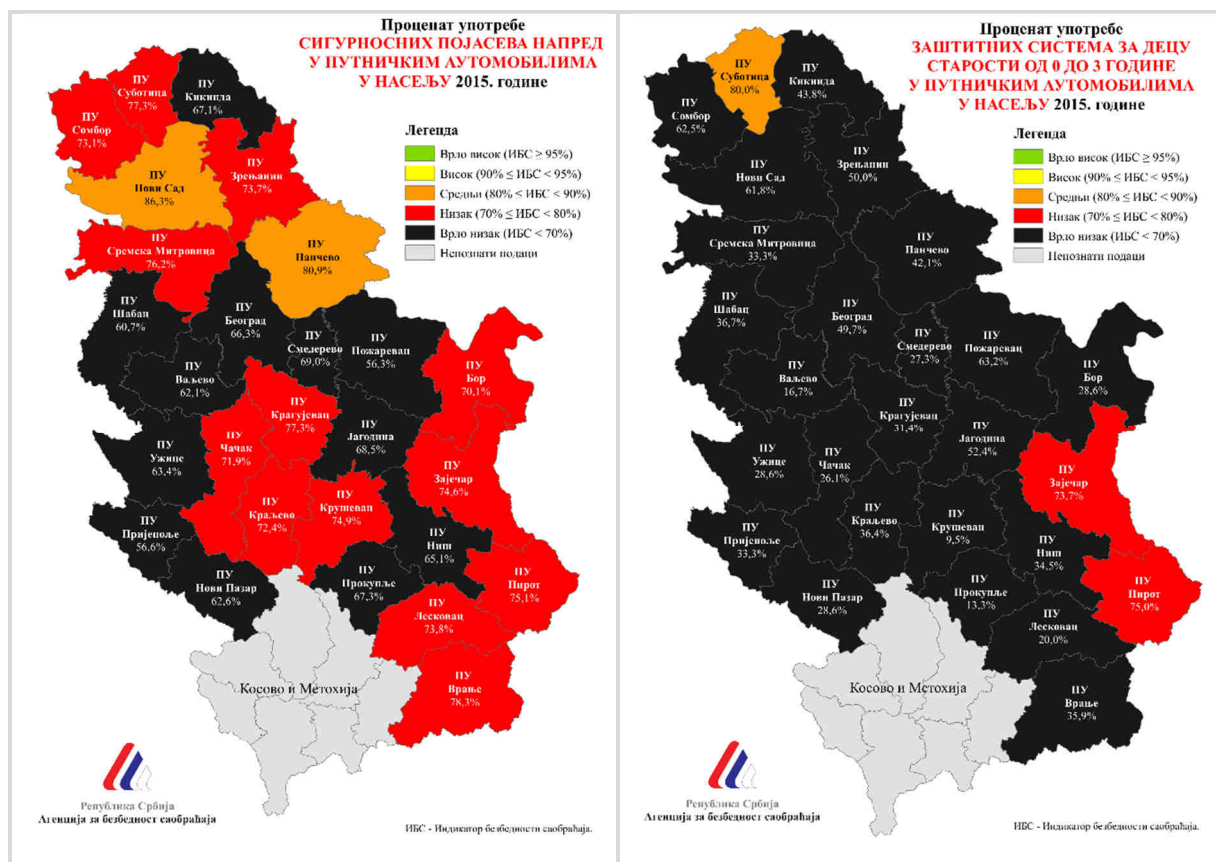 Проценат употребе
СИГУРНОСНИХ ПОЈАСЕВА НАПРЕД
У ПУТНИЧКИМ АУТОМОБИЛИМА
У НАСЕЉУ 2015. године
Легенда
Врло висок (ИБС ≥ 95%)
Висок (90% ≤ ИБС < 95%)
Средњи (80% ≤ ИБС < 90%)
Низак (70% ≤ ИБС < 80%)
Врло низак (ИБС < 70%)
Непознати подаци
ПУ
Суботица
77,3%
ПУ
Кикинда
67,1%
ПУ
Сомбор
73,1%
ПУ
Нови Сад
86,3%
ПУ
Зрењанин
73,7%
ПУ
Сремска Митровица
76,2%
ПУ
Панчево
80,9%
ПУ
Шабац
60,7%
ПУ
Београд
66,3%
ПУ
Смедерево
69,0%
ПУ
Пожаревац
56,3%
ПУ
Бор
70,1%
ПУ
Ваљево
62,1%
ПУ
Крагујевац
77,3%
ПУ
Јагодина
68,5%
ПУ
Ужице
63,4%
ПУ
Чачак
71,9%
ПУ
Зајечар
74,6%
ПУ
Краљево
72,4%
ПУ
Крушевац
74,9%
ПУ
Пријепоље
56,6%
ПУ
Ниш
65,1%
ПУ
Нови Пазар
62,6%
ПУ
Прокупље
67,3%
ПУ
Пирот
75,1%
ПУ
Лесковац
73,8%
ПУ
Врање
78,3%
Косово и Метохија
Република Србија
Агенција за безбедност саобраћаја
ИБС - Индикатор безбедности саобраћаја.
Проценат употребе
ЗАШТИТНИХ СИСТЕМА ЗА ДЕЦУ
СТАРОСТИ ОД 0 ДО 3 ГОДИНЕ
У ПУТНИЧКИМ АУТОМОБИЛИМА
У НАСЕЉУ 2015. године
Легенда
Врло висок (ИБС ≥ 95%)
Висок (90% ≤ ИБС < 95%)
Средњи (80% ≤ ИБС < 90%)
Низак (70% ≤ ИБС < 80%)
Врло низак (ИБС < 70%)
Непознати подаци
ПУ
Суботица
80,0%
ПУ
Кикинда
43,8%
ПУ
Сомбор
62,5%
ПУ
Нови Сад
61,8%
ПУ
Зрењанин
50,0%
ПУ
Сремска Митровица
33,3%
ПУ
Панчево
42,1%
ПУ
Шабац
36,7%
ПУ
Београд
49,7%
ПУ
Смедерево
27,3%
ПУ
Пожаревац
63,2%
ПУ
Бор
28,6%
ПУ
Ваљево
16,7%
ПУ
Крагујевац
31,4%
ПУ
Јагодина
52,4%
ПУ
Ужице
28,6%
ПУ
Чачак
26,1%
ПУ
Зајечар
73,7%
ПУ
Краљево
36,4%
ПУ
Крушевац
9,5%
ПУ
Пријепоље
33,3%
ПУ
Ниш
34,5%
ПУ
Нови Пазар
28,6%
ПУ
Прокупље
13,3%
ПУ
Пирот
75,0%
ПУ
Лесковац
20,0%
ПУ
Врање
35,9%
Косово и Метохија
Република Србија
Агенција за безбедност саобраћаја
ИБС - Индикатор безбедности саобраћаја.